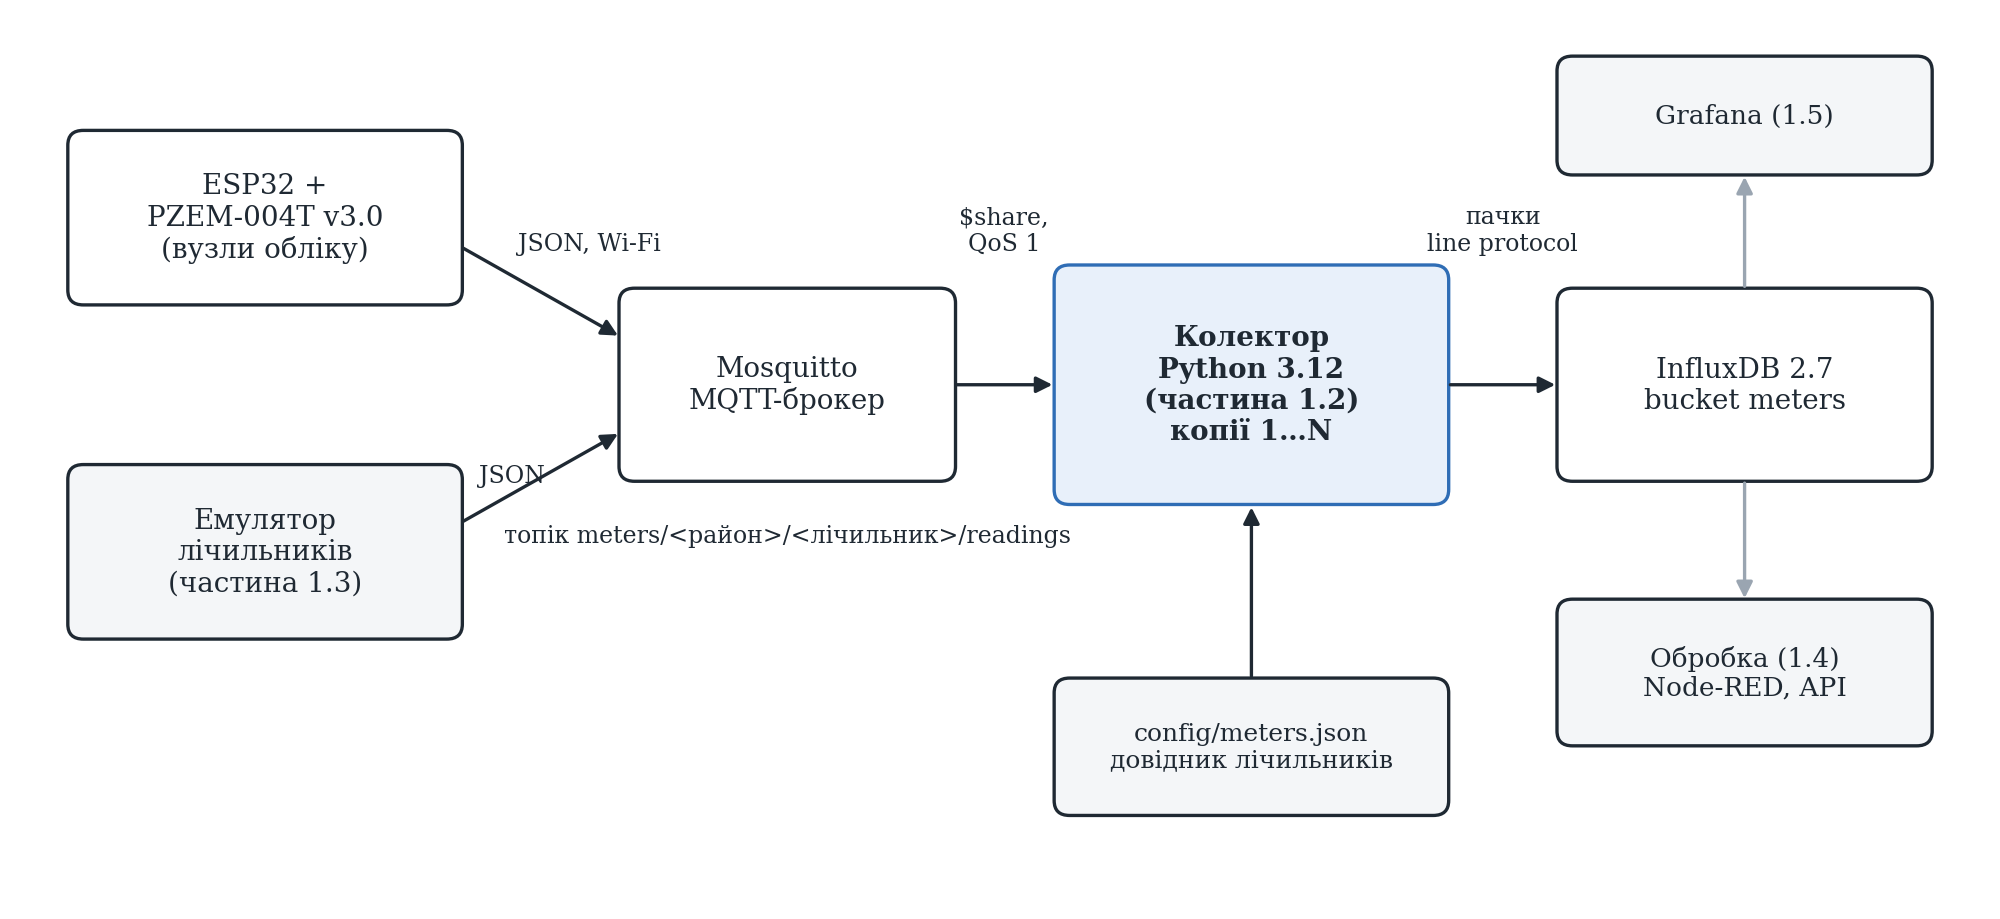 ESP32 +
PZEM-004T v3.0
(вузли обліку)
JSON, Wi-Fi
Емулятор
лічильників
(частина 1.3)
JSON
топік meters/<район>/<лічильник>/readings
Mosquitto
MQTT-брокер
$share,
QoS 1
Колектор
Python 3.12
(частина 1.2)
копії 1…N
config/meters.json
довідник лічильників
пачки
line protocol
Grafana (1.5)
InfluxDB 2.7
bucket meters
Обробка (1.4)
Node-RED, API